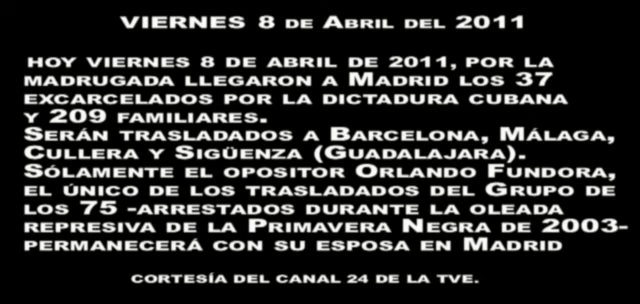 VIERNES 8 DE ABRIL DEL 2011
HOY VIERNES 8 DE ABRIL DE 2011, POR LA
MADRUGADA LLEGARON A MADRID LOS 37
EXCARCELADOS POR LA DICTADURA CUBANA
Y 209 FAMILIARES.
SERÁN TRASLADADOS A BARCELONA, MÁLAGA,
CULLERA Y SIGÜENZA (GUADALAJARA).
SÓLAMENTE EL OPOSITOR ORLANDO FUNDORA,
EL ÚNICO DE LOS TRASLADADOS DEL GRUPO DE
LOS 75 -ARRESTADOS DURANTE LA OLEADA
REPRESIVA DE LA PRIMAVERA NEGRA DE 2003-
PERMANECERÁ CON SU ESPOSA EN MADRID
CORTESÍA DEL CANAL 24 DE LA TVE.